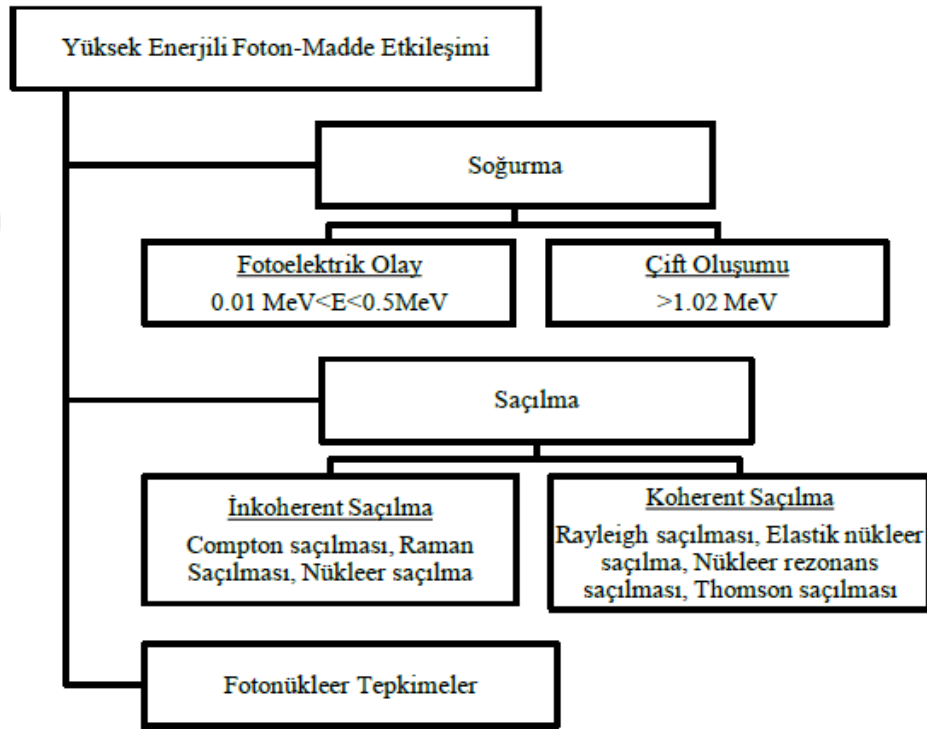 Yüksek Enerjili Foton-Madde Etkileşimi
Soğurma
Fotoelektrik Olay
0.01 MeV<E<0.5MeV
Çift Oluşumu
>1.02 MeV
Saçılma
İnkoherent Saçılma
Compton saçılması, Raman
Saçılması, Nükleer saçılma
Koherent Saçılma
Rayleigh saçılması, Elastik nükleer
saçılma, Nükleer rezonans
saçılması, Thomson saçılması
Fotonükleer Tepkimeler